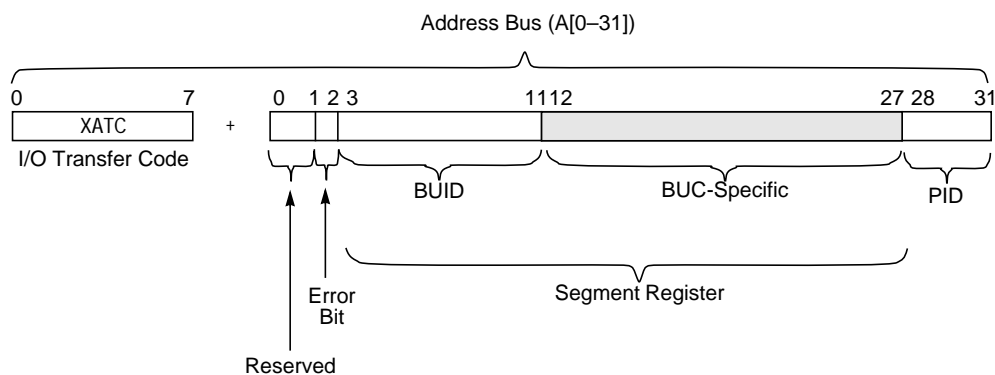 Address Bus (A[0–31])
0 7 0 1 2 3 11 12 27 28 31
XATC +
I/O Transfer Code
BUID BUC-Specific PID
Segment Register
Error
Bit
Reserved